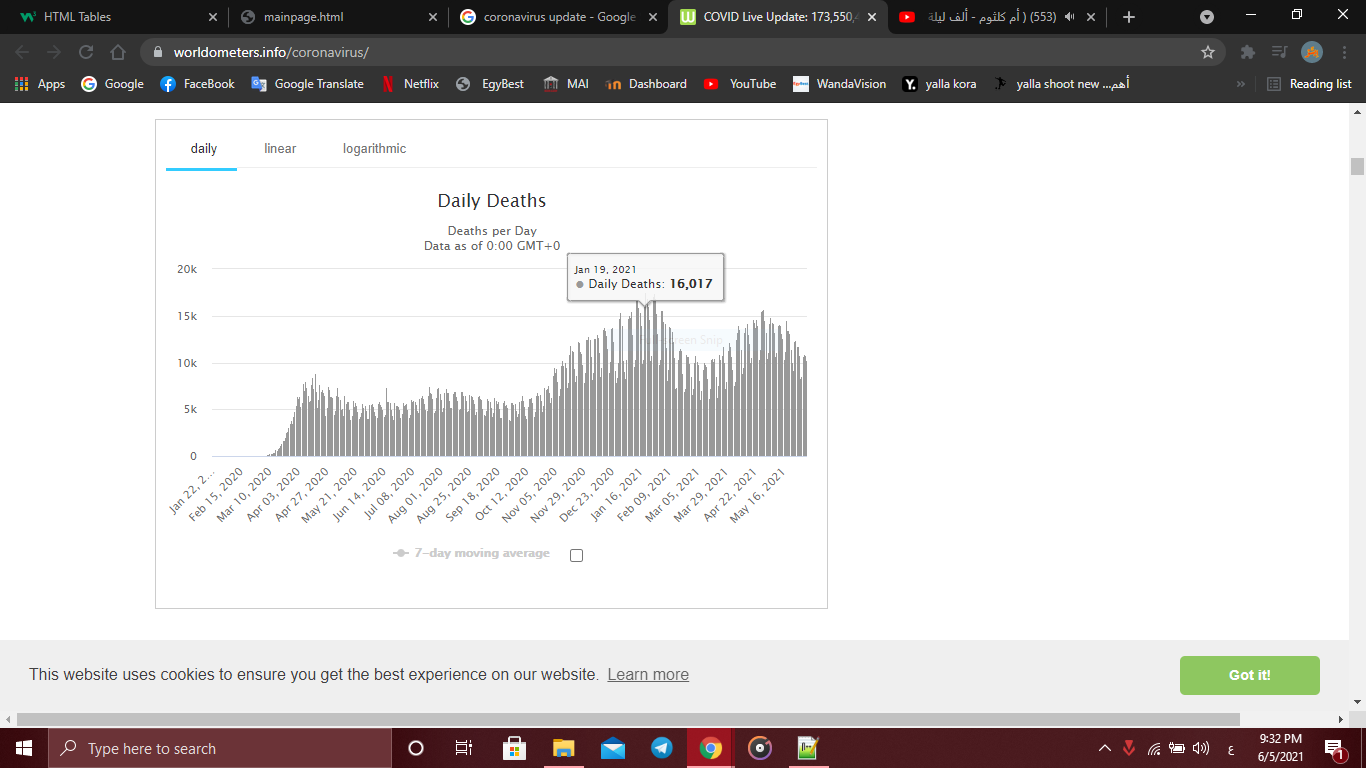 HTML Tables
mainpage.html
coronavirus update - Google
COVID Live Update: 173,550,4
(553) ( أم كلثوم - ألف ليلة
worldometers.info/coronavirus/
Apps
Google
FaceBook
Google Translate
Netflix
EgyBest
MAI
Dashboard
YouTube
WandaVision
yalla kora
yalla shoot new ...أهم
Reading list
daily
linear
logarithmic
Daily Deaths
Deaths per Day
Data as of 0:00 GMT+0
Jan 19, 2021
Daily Deaths: 16,017
20k
15k
10k
5k
0
Jan 22, 2...
Feb 15, 2020
Mar 10, 2020
Apr 03, 2020
Apr 27, 2020
May 21, 2020
Jun 14, 2020
Jul 08, 2020
Aug 01, 2020
Aug 25, 2020
Sep 18, 2020
Oct 12, 2020
Nov 05, 2020
Nov 29, 2020
Dec 23, 2020
Jan 16, 2021
Feb 09, 2021
Mar 05, 2021
Mar 29, 2021
Apr 22, 2021
May 16, 2021
7-day moving average
This website uses cookies to ensure you get the best experience on our website. Learn more
Got it!
Type here to search
ع
9:32 PM
6/5/2021
1